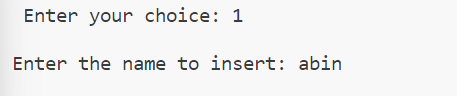 Enter your choice: 1
Enter the name to insert: abin